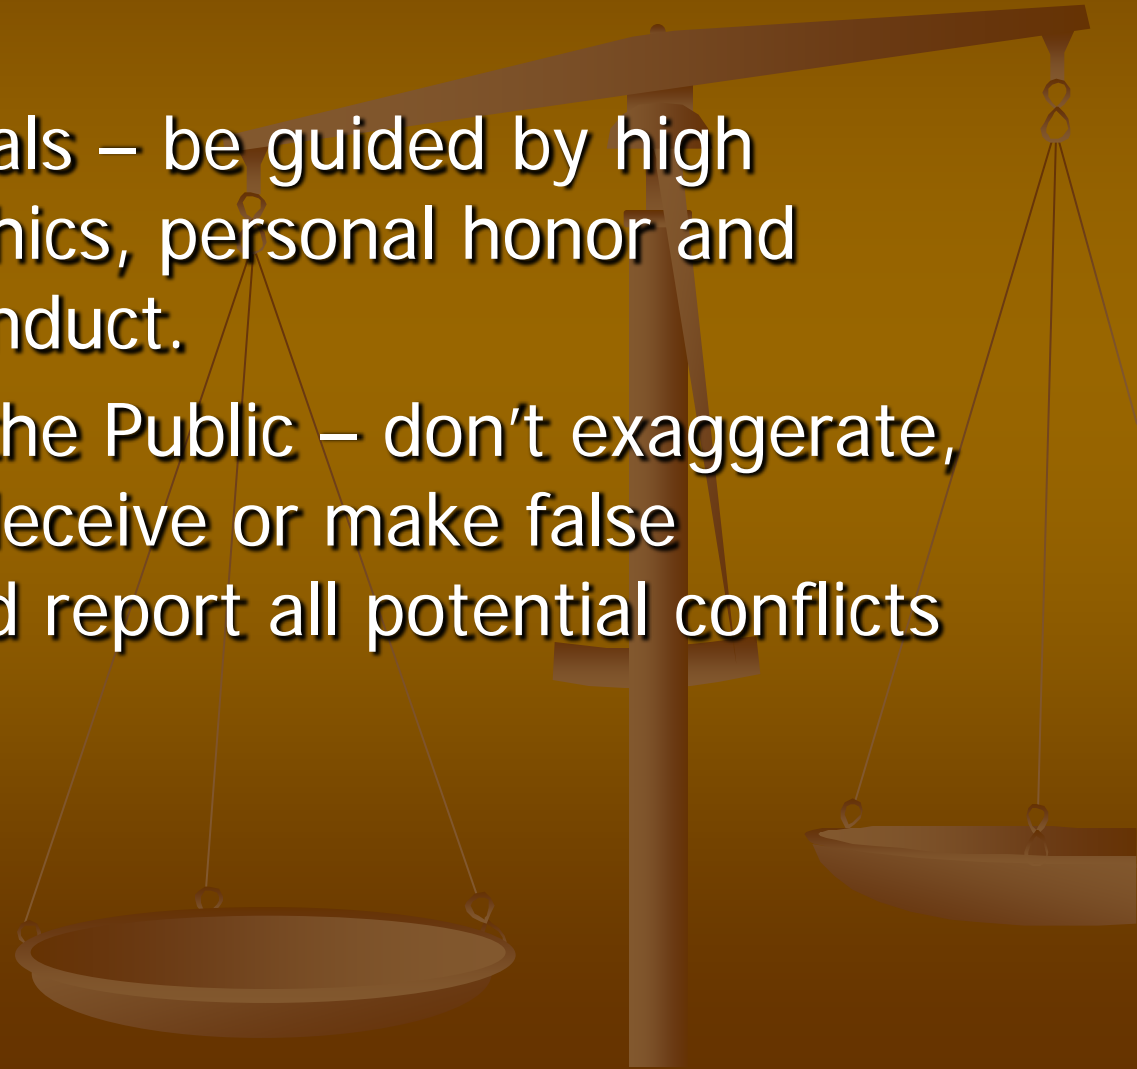 als – be guided by high
hics, personal honor and
nduct.
he Public – don't exaggerate,
deceive or make false
d report all potential conflicts